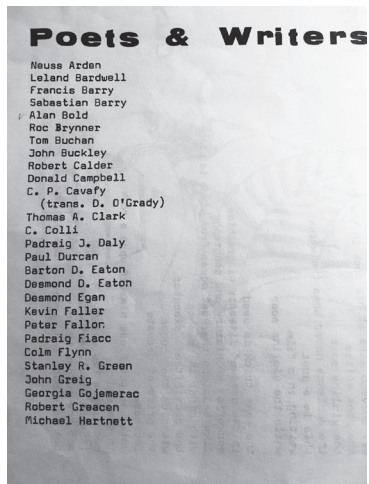 Poets & Writers
Neuss Arden
Leland Bardwell
Francis Barry
Sabastian Barry
Alan Bold
Roc Brynner
Tom Buchan
John Buckley
Robert Calder
Donald Campbell
C. P. Cavafy
(trans. D. O'Grady)
Thomas A. Clark
C. Colli
Padraig J. Daly
Paul Durcan
Barton D. Eaton
Desmond D. Eaton
Desmond Egan
Kevin Faller
Peter Fallon
Padraig Fiacc
Colm Flynn
Stanley R. Green
John Greig
Georgia Gojemerac
Robert Greacen
Michael Hartnett